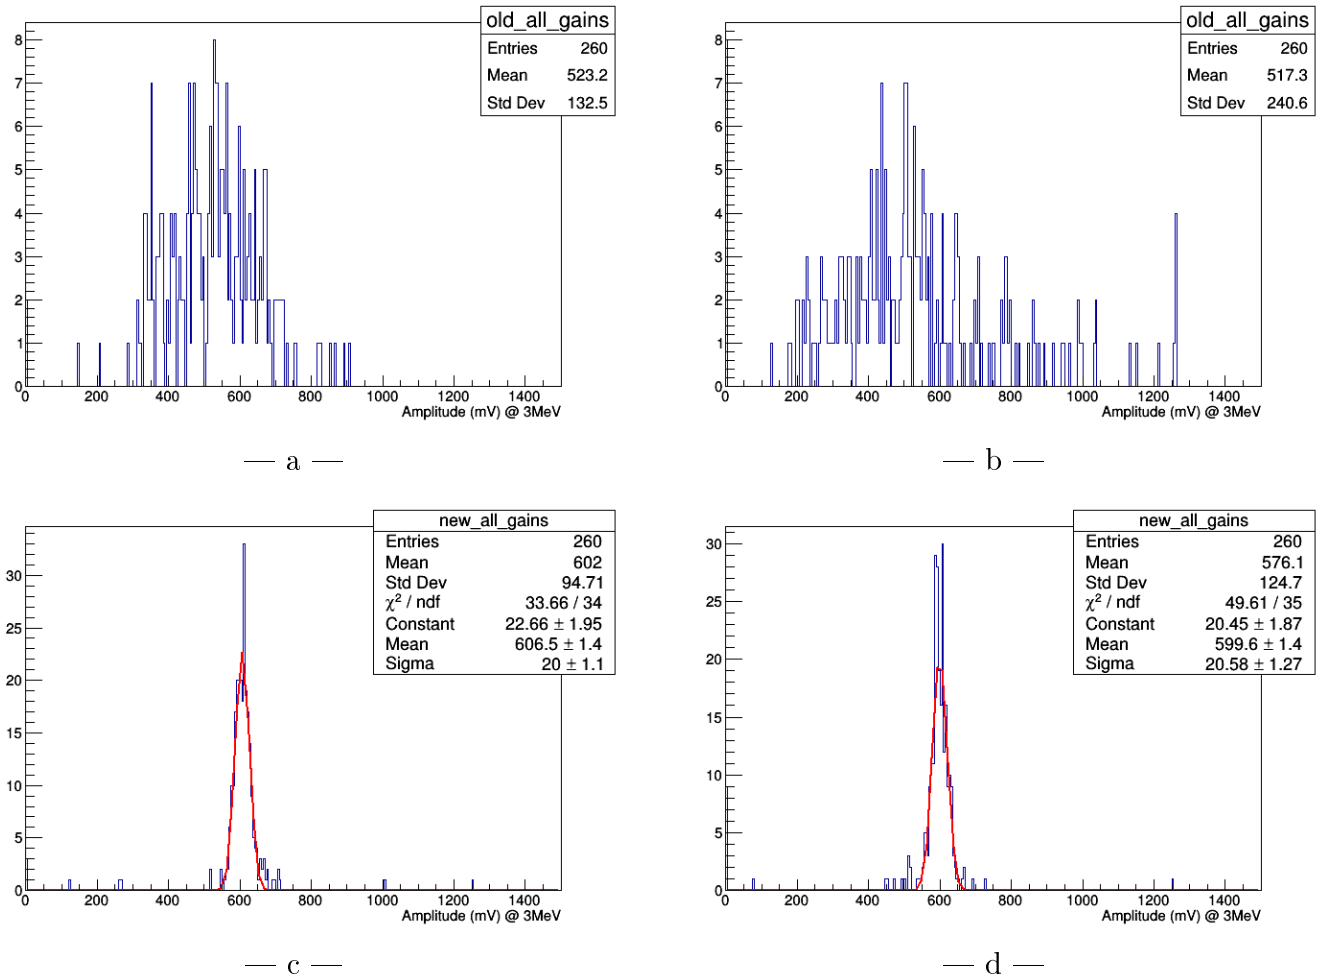 old_all_gains
Entries 260
Mean 523.2
Std Dev 132.5
8
7
6
5
4
3
2
1
0
200 400 600 800 1000 1200 1400
Amplitude (mV) @ 3MeV
— a —
old_all_gains
Entries 260
Mean 517.3
Std Dev 240.6
8
7
6
5
4
3
2
1
0
200 400 600 800 1000 1200 1400
Amplitude (mV) @ 3MeV
— b —
new_all_gains
Entries 260
Mean 602
Std Dev 94.71
χ² / ndf 33.66 / 34
Constant 22.66 ± 1.95
Mean 606.5 ± 1.4
Sigma 20 ± 1.1
30
25
20
15
10
5
0
200 400 600 800 1000 1200 1400
Amplitude (mV) @ 3MeV
— c —
new_all_gains
Entries 260
Mean 576.1
Std Dev 124.7
χ² / ndf 49.61 / 35
Constant 20.45 ± 1.87
Mean 599.6 ± 1.4
Sigma 20.58 ± 1.27
30
25
20
15
10
5
0
200 400 600 800 1000 1200 1400
Amplitude (mV) @ 3MeV
— d —